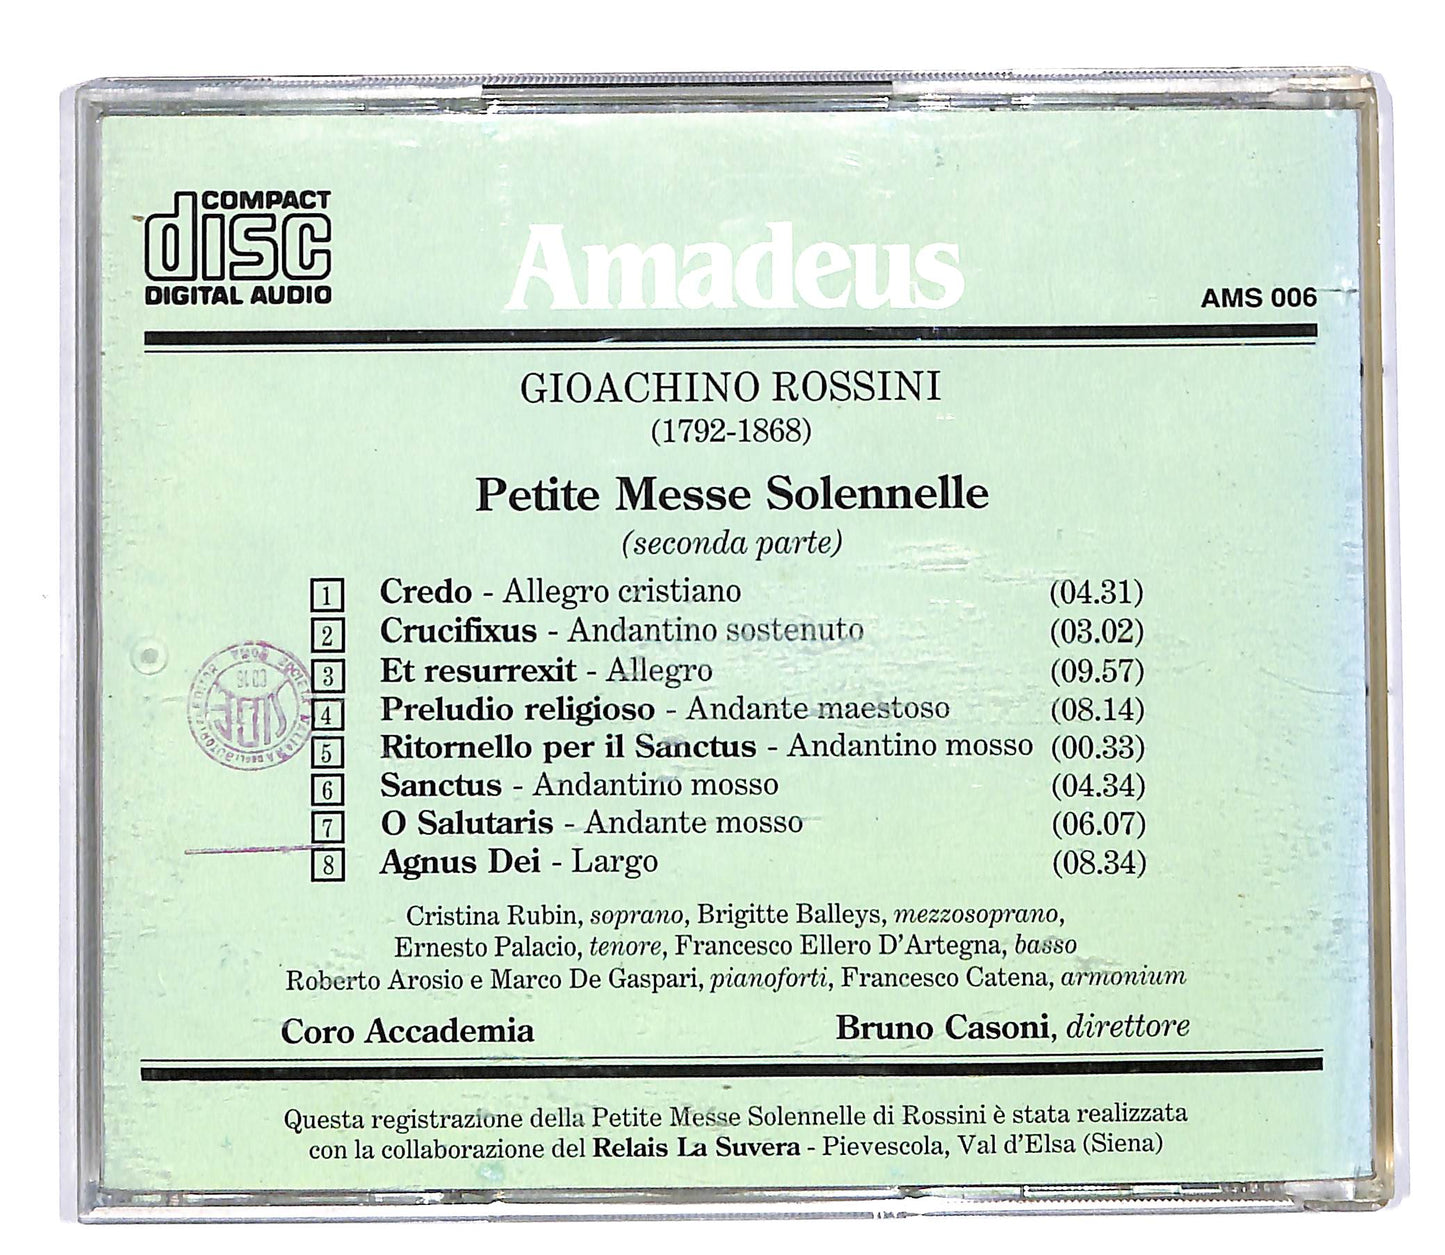 COMPACT
disc
DIGITAL AUDIO
Amadeus
AMS 006
GIOACHINO ROSSINI
(1792-1868)
Petite Messe Solennelle
(seconda parte)
1 Credo - Allegro cristiano (04.31)
2 Crucifixus - Andantino sostenuto (03.02)
3 Et resurrexit - Allegro (09.57)
4 Preludio religioso - Andante maestoso (08.14)
5 Ritornello per il Sanctus - Andantino mosso (00.33)
6 Sanctus - Andantino mosso (04.34)
7 O Salutaris - Andante mosso (06.07)
8 Agnus Dei - Largo (08.34)
Cristina Rubin, soprano, Brigitte Balleys, mezzosoprano,
Ernesto Palacio, tenore, Francesco Ellero D'Artegna, basso
Roberto Arosio e Marco De Gaspari, pianoforti, Francesco Catena, armonium
Coro Accademia Bruno Casoni, direttore
Questa registrazione della Petite Messe Solennelle di Rossini è stata realizzata
con la collaborazione del Relais La Suvera - Pievescola, Val d'Elsa (Siena)